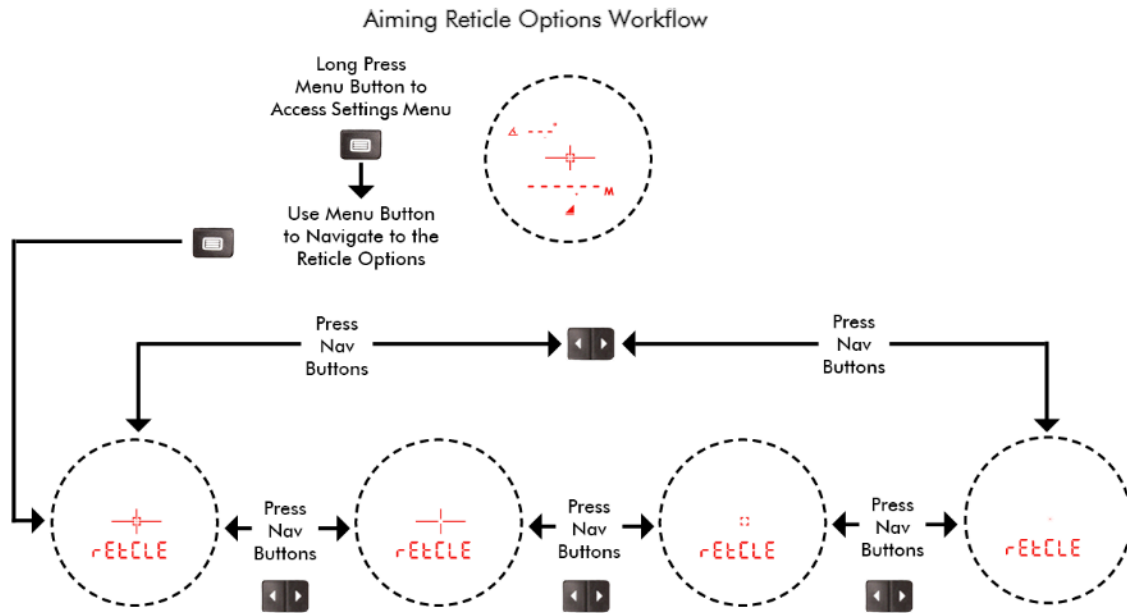 Aiming Reticle Options Workflow
Long Press
Menu Button to
Access Settings Menu
M
Use Menu Button
to Navigate to the
Reticle Options
Press
Nav
Buttons
Press
Nav
Buttons
rEtCLE
Press
Nav
Buttons
rEtCLE
Press
Nav
Buttons
rEtCLE
Press
Nav
Buttons
rEtCLE